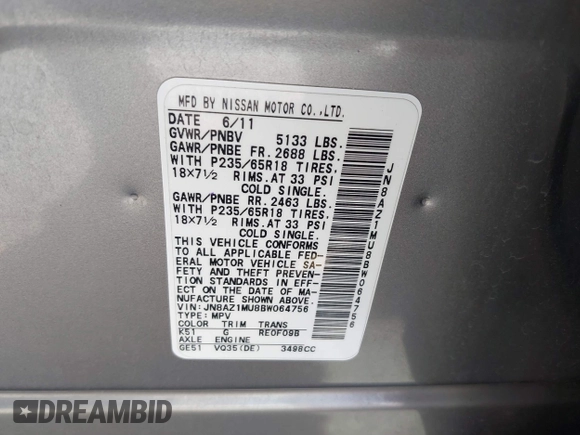 MFD BY NISSAN MOTOR CO.,LTD.
DATE 6/11
GVWR/PNBV 5133 LBS.
GAWR/PNBE FR. 2688 LBS.
WITH P235/65R18 TIRES.
18×7½ RIMS. AT 33 PSI
COLD SINGLE.
GAWR/PNBE RR. 2463 LBS.
WITH P235/65R18 TIRES.
18×7½ RIMS. AT 33 PSI
COLD SINGLE.
THIS VEHICLE CONFORMS
TO ALL APPLICABLE FED-
ERAL MOTOR VEHICLE SA-
FETY AND THEFT PREVEN-
TION STANDARDS IN EFF-
ECT ON THE DATE OF MA-
NUFACTURE SHOWN ABOVE.
VIN: JN8AZ1MU8BW064756
TYPE: MPV
COLOR TRIM TRANS
K51 G RE0F09B
AXLE ENGINE
GE51 VQ35(DE) 3498CC
JN8AZ1MU8BW064756
DREAMBID